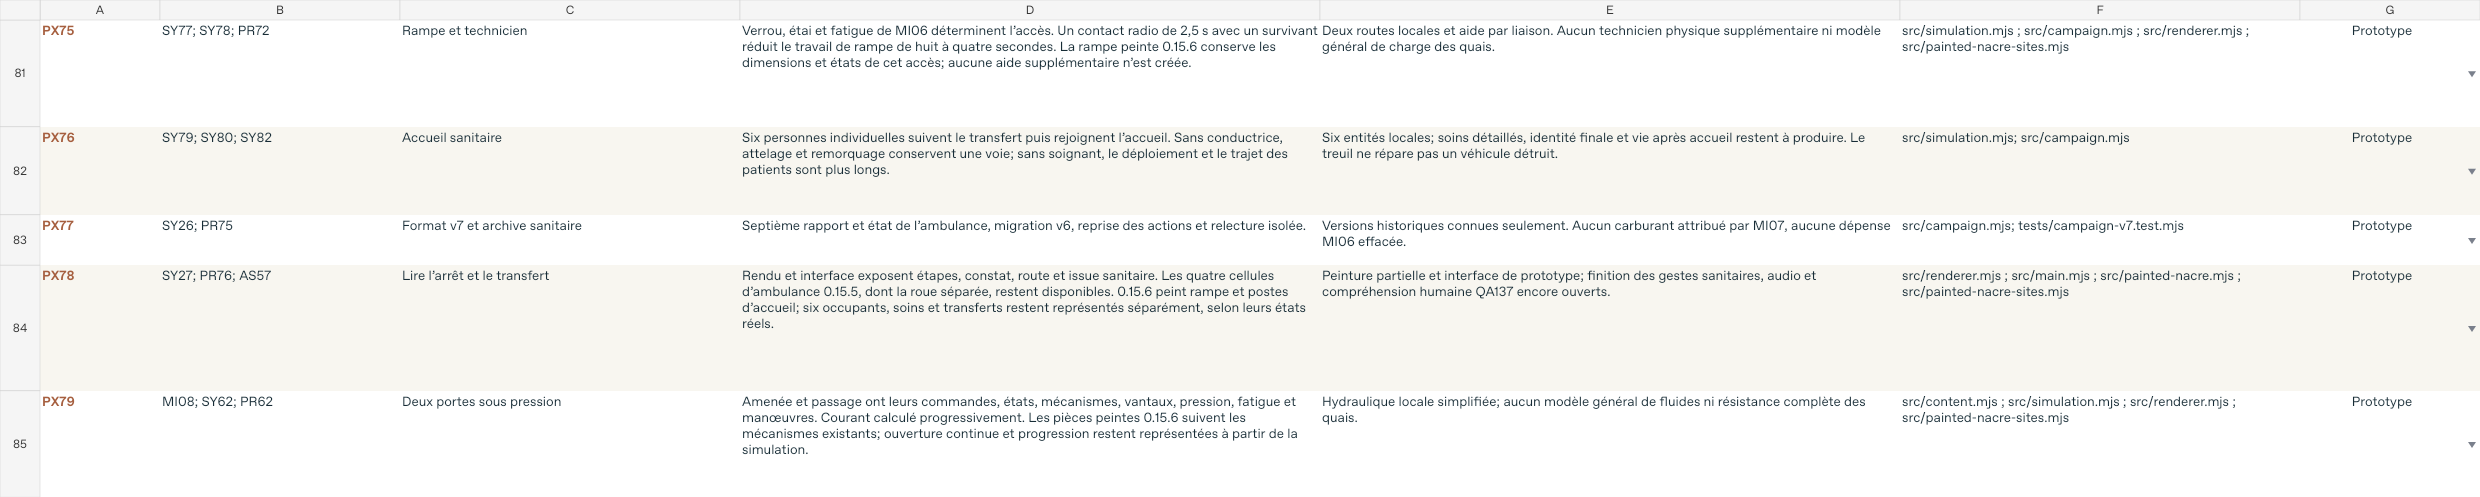 A B C D E F G
81
PX75
SY77; SY78; PR72
Rampe et technicien
Verrou, étai et fatigue de MI06 déterminent l’accès. Un contact radio de 2,5 s avec un survivant
réduit le travail de rampe de huit à quatre secondes. La rampe peinte 0.15.6 conserve les
dimensions et états de cet accès; aucune aide supplémentaire n’est créée.
Deux routes locales et aide par liaison. Aucun technicien physique supplémentaire ni modèle
général de charge des quais.
src/simulation.mjs ; src/campaign.mjs ; src/renderer.mjs ;
src/painted-nacre-sites.mjs
Prototype
82
PX76
SY79; SY80; SY82
Accueil sanitaire
Six personnes individuelles suivent le transfert puis rejoignent l’accueil. Sans conductrice,
attelage et remorquage conservent une voie; sans soignant, le déploiement et le trajet des
patients sont plus longs.
Six entités locales; soins détaillés, identité finale et vie après accueil restent à produire. Le
treuil ne répare pas un véhicule détruit.
src/simulation.mjs; src/campaign.mjs
Prototype
83
PX77
SY26; PR75
Format v7 et archive sanitaire
Septième rapport et état de l’ambulance, migration v6, reprise des actions et relecture isolée.
Versions historiques connues seulement. Aucun carburant attribué par MI07, aucune dépense
MI06 effacée.
src/campaign.mjs; tests/campaign-v7.test.mjs
Prototype
84
PX78
SY27; PR76; AS57
Lire l’arrêt et le transfert
Rendu et interface exposent étapes, constat, route et issue sanitaire. Les quatre cellules
d’ambulance 0.15.5, dont la roue séparée, restent disponibles. 0.15.6 peint rampe et postes
d’accueil; six occupants, soins et transferts restent représentés séparément, selon leurs états
réels.
Peinture partielle et interface de prototype; finition des gestes sanitaires, audio et
compréhension humaine QA137 encore ouverts.
src/renderer.mjs ; src/main.mjs ; src/painted-nacre.mjs ;
src/painted-nacre-sites.mjs
Prototype
85
PX79
MI08; SY62; PR62
Deux portes sous pression
Amenée et passage ont leurs commandes, états, mécanismes, vantaux, pression, fatigue et
manœuvres. Courant calculé progressivement. Les pièces peintes 0.15.6 suivent les
mécanismes existants; ouverture continue et progression restent représentées à partir de la
simulation.
Hydraulique locale simplifiée; aucun modèle général de fluides ni résistance complète des
quais.
src/content.mjs ; src/simulation.mjs ; src/renderer.mjs ;
src/painted-nacre-sites.mjs
Prototype